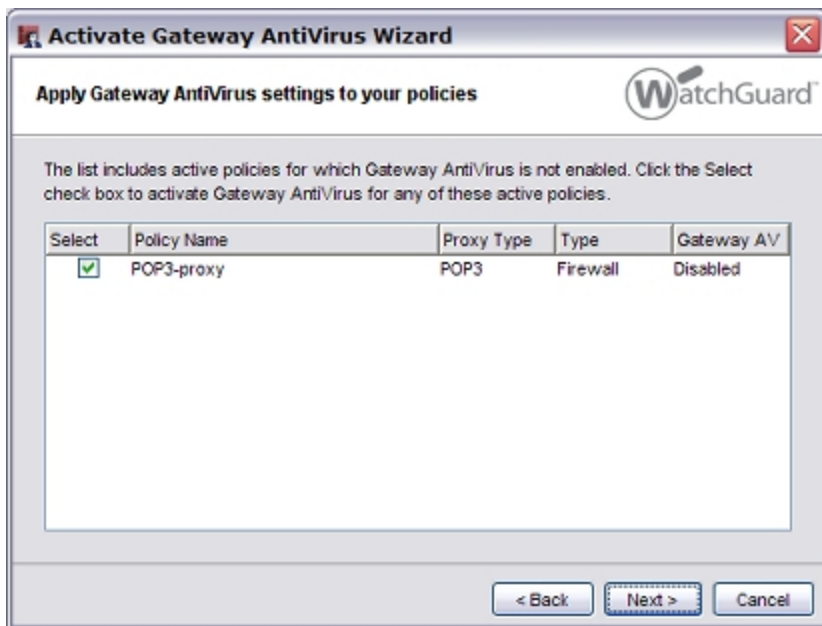 Activate Gateway AntiVirus Wizard
Apply Gateway AntiVirus settings to your policies
WatchGuard
The list includes active policies for which Gateway AntiVirus is not enabled. Click the Select
check box to activate Gateway AntiVirus for any of these active policies.
Select Policy Name Proxy Type Type Gateway AV
POP3-proxy POP3 Firewall Disabled
< Back Next > Cancel